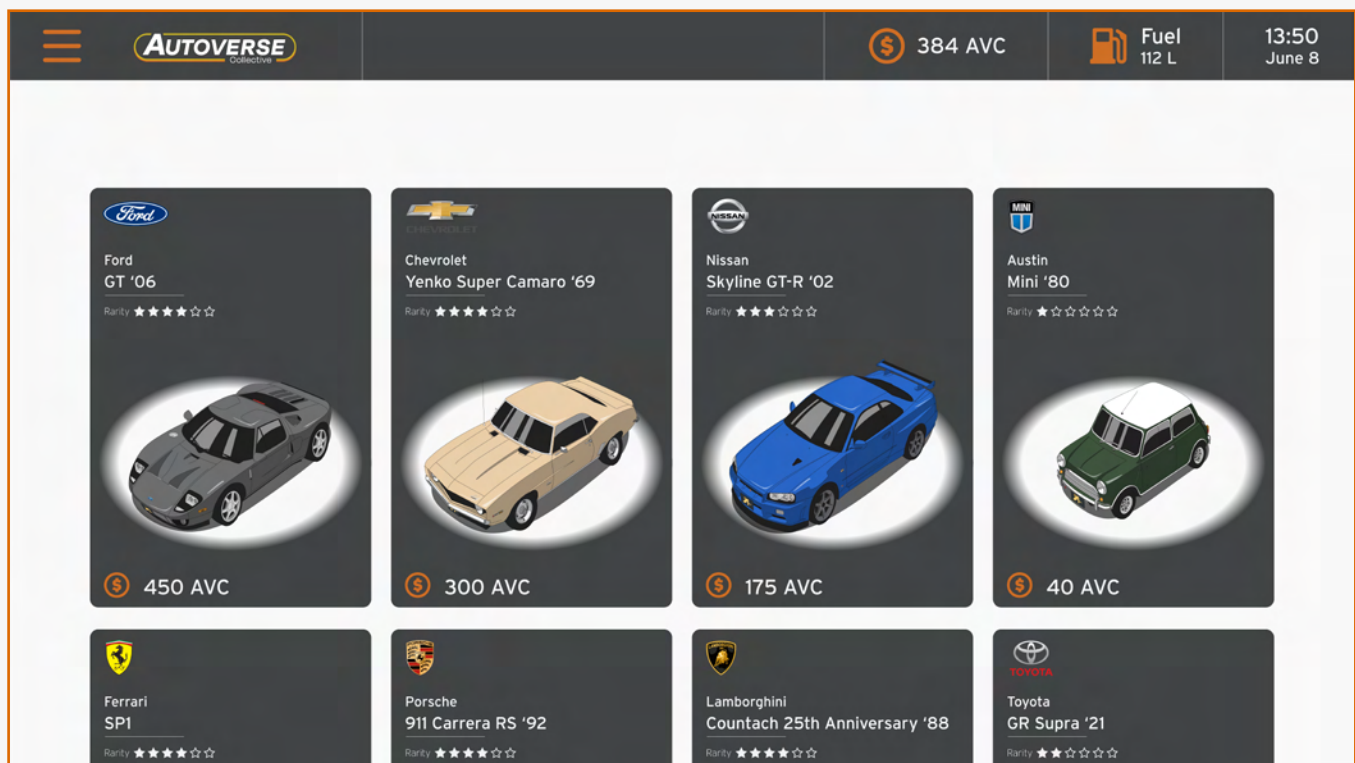 AUTOVERSE
Collective
384 AVC
Fuel
112 L
13:50
June 8
Ford
Ford
GT ‘06
Rarity
450 AVC
CHEVROLET
Chevrolet
Yenko Super Camaro ‘69
Rarity
300 AVC
NISSAN
Nissan
Skyline GT-R ‘02
Rarity
175 AVC
MINI
Austin
Mini ‘80
Rarity
40 AVC
Ferrari
SP1
Rarity
Porsche
911 Carrera RS ‘92
Rarity
Lamborghini
Countach 25th Anniversary ‘88
Rarity
TOYOTA
Toyota
GR Supra ‘21
Rarity